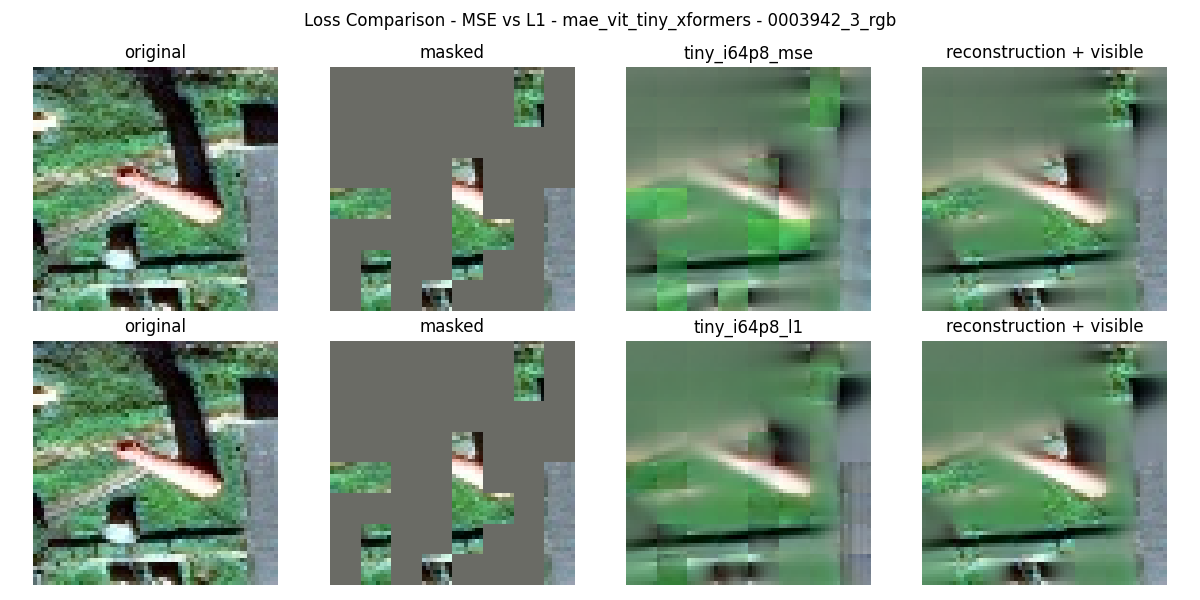 Loss Comparison - MSE vs L1 - mae_vit_tiny_xformers - 0003942_3_rgb
original
masked
tiny_i64p8_mse
reconstruction + visible
original
masked
tiny_i64p8_l1
reconstruction + visible